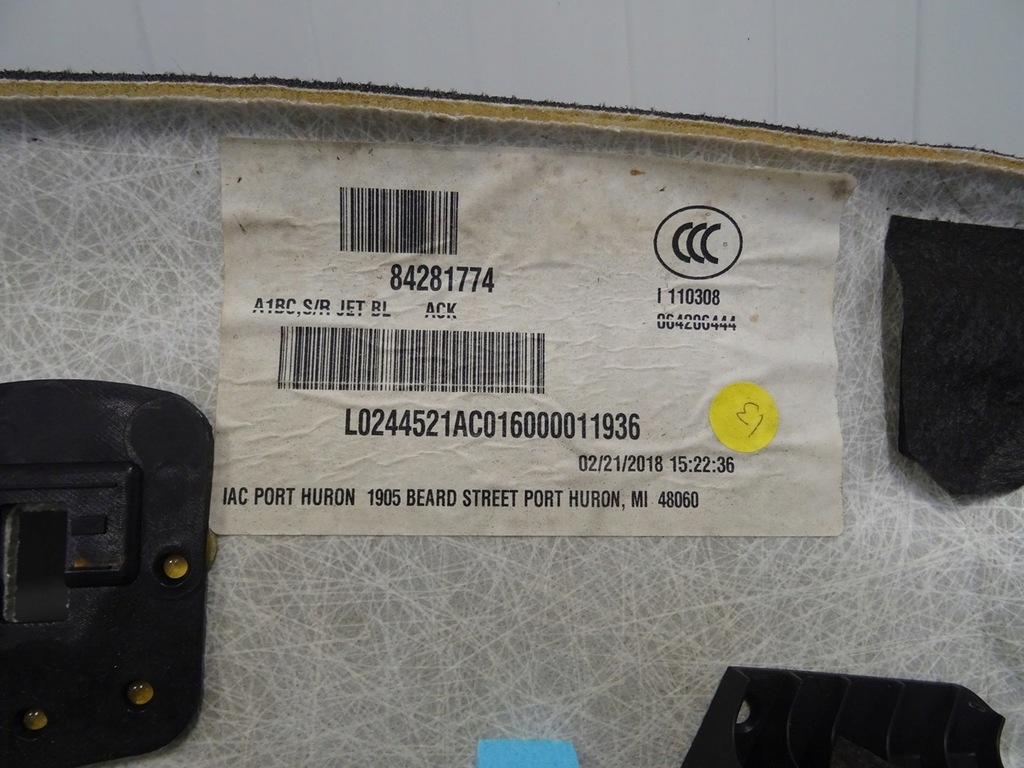 84281774
A1BC,S/R JET BL ACK
CCC
I 110308
064206444
L0244521AC016000011936
3
02/21/2018 15:22:36
IAC PORT HURON 1905 BEARD STREET PORT HURON, MI 48060